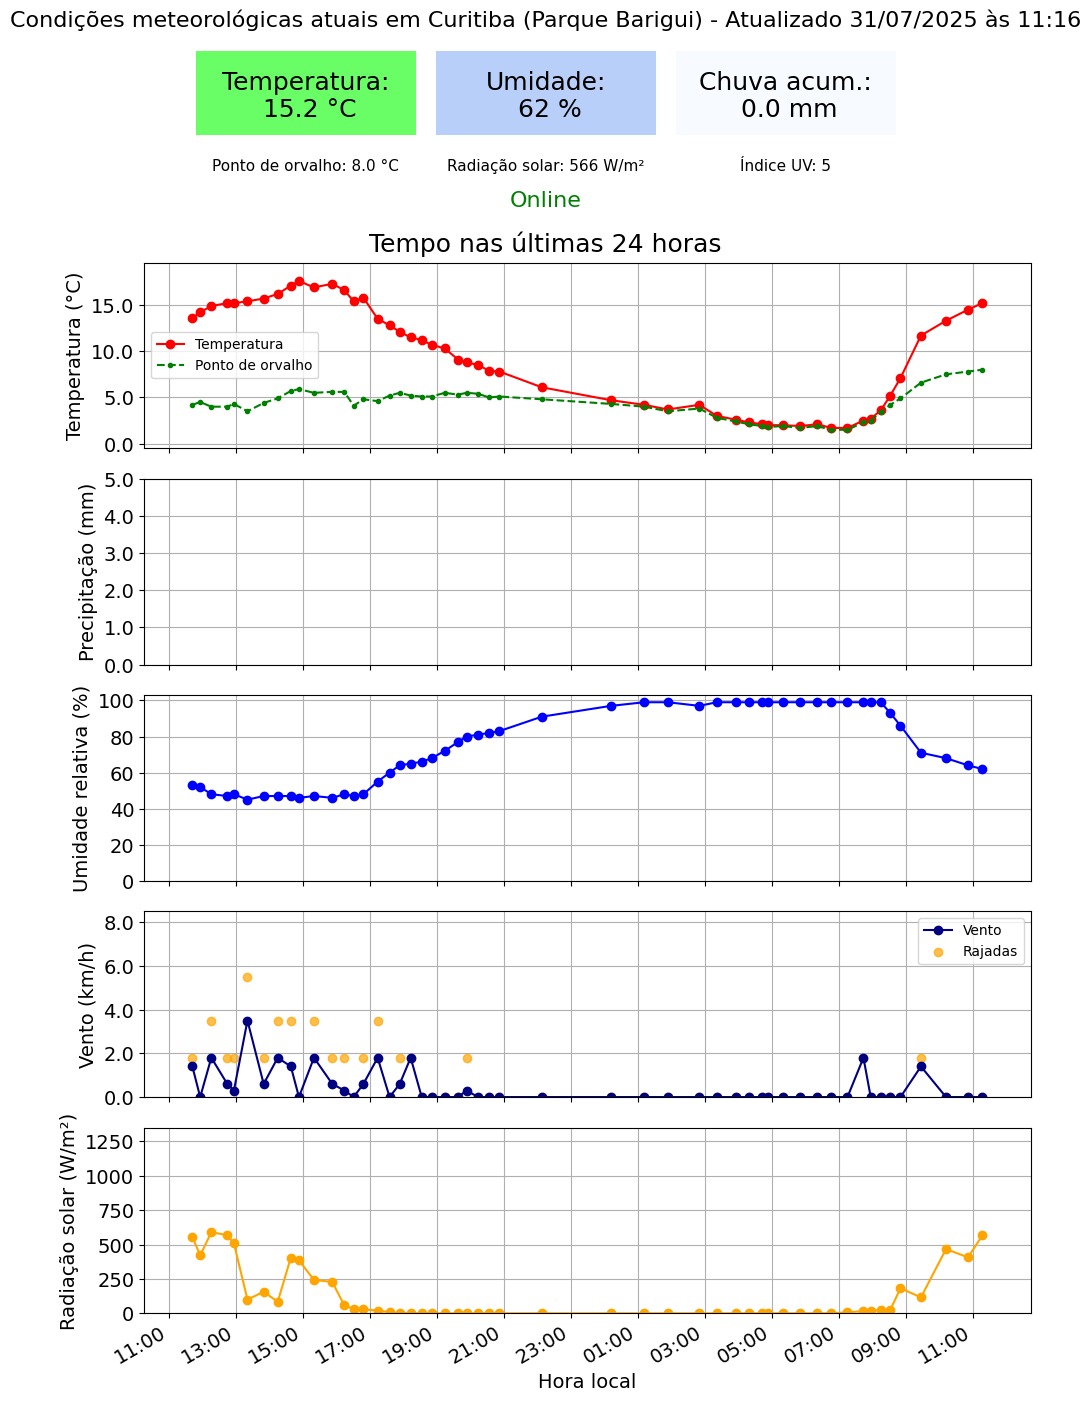 Condições meteorológicas atuais em Curitiba (Parque Barigui) - Atualizado 31/07/2025 às 11:16
Temperatura:
15.2 °C
Umidade:
62 %
Chuva acum.:
0.0 mm
Ponto de orvalho: 8.0 °C
Radiação solar: 566 W/m²
Índice UV: 5
Online
Tempo nas últimas 24 horas
Temperatura (°C)
15.0
10.0
5.0
0.0
Temperatura
Ponto de orvalho
Precipitação (mm)
5.0
4.0
3.0
2.0
1.0
0.0
Umidade relativa (%)
100
80
60
40
20
0
Vento (km/h)
8.0
6.0
4.0
2.0
0.0
Vento
Rajadas
Radiação solar (W/m²)
1250
1000
750
500
250
0
11:00
13:00
15:00
17:00
19:00
21:00
23:00
01:00
03:00
05:00
07:00
09:00
11:00
Hora local